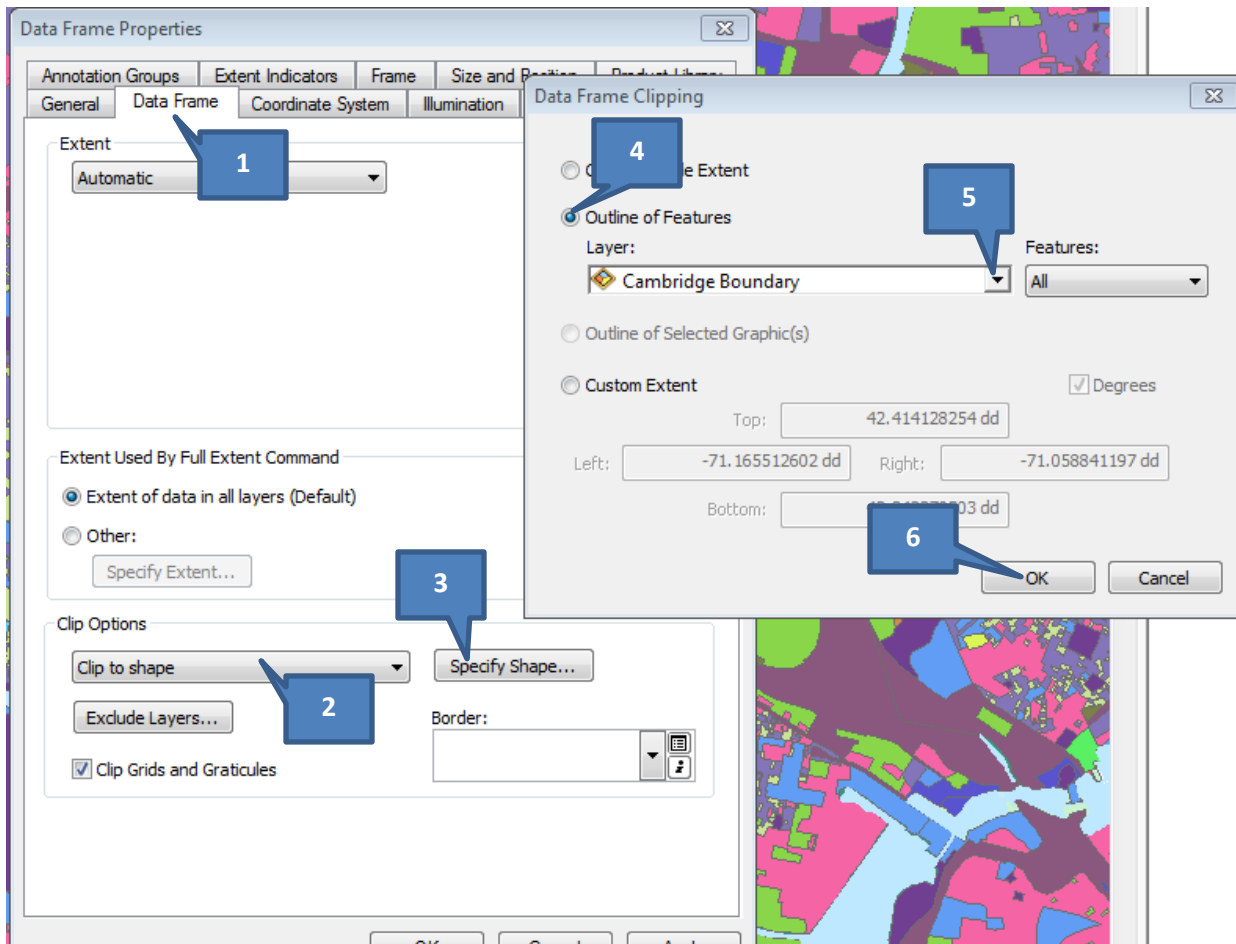 Data Frame Properties
Annotation Groups Extent Indicators Frame Size and
General Data Frame Coordinate System Illumination
Extent
Automatic
1
Extent Used By Full Extent Command
Extent of data in all layers (Default)
Other:
Specify Extent...
Clip Options
Clip to shape
2
3
Specify Shape...
Exclude Layers...
Border:
Clip Grids and Graticules
Data Frame Clipping
4
Extent
Outline of Features
5
Layer: Features:
Cambridge Boundary All
Outline of Selected Graphic(s)
Custom Extent Degrees
Top: 42.414128254 dd
Left: -71.165512602 dd Right: -71.058841197 dd
Bottom: dd
6
OK Cancel